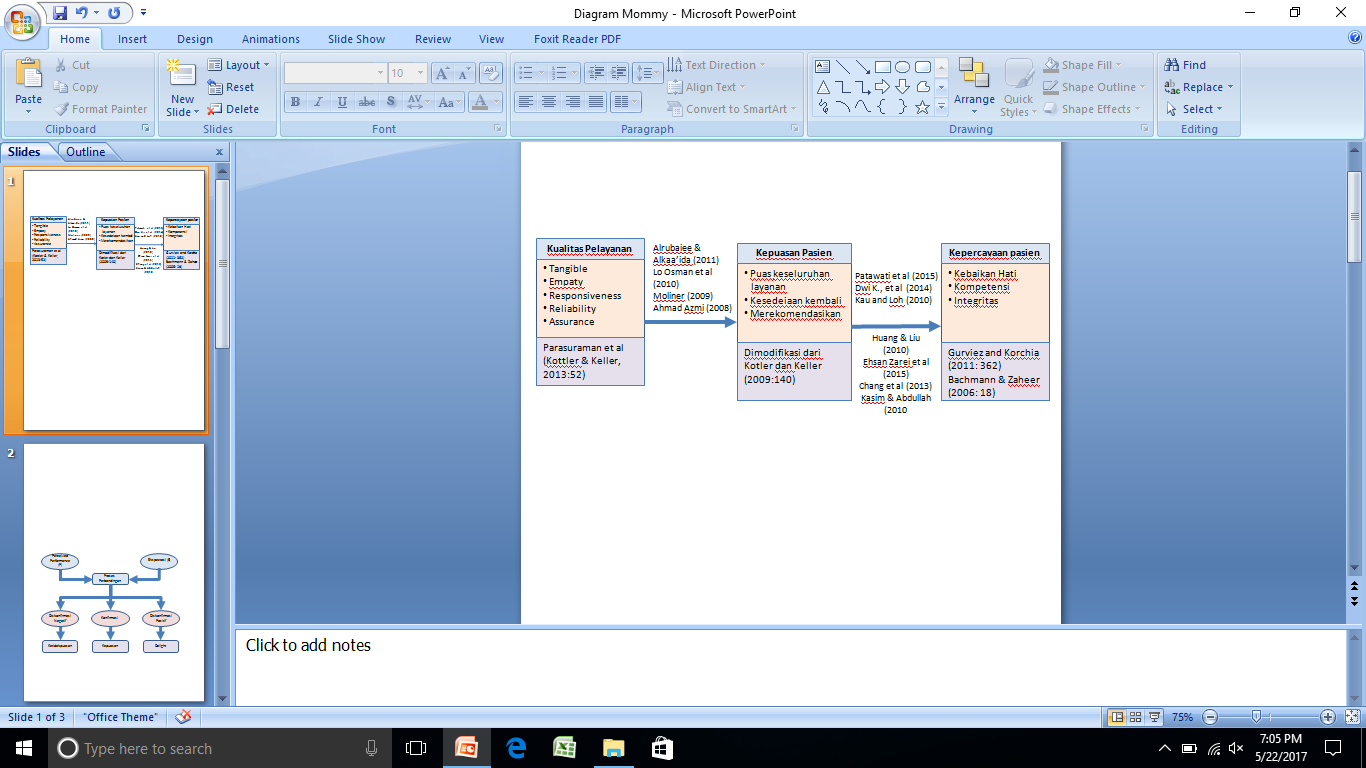 Diagram Mommy - Microsoft PowerPoint
Home Insert Design Animations Slide Show Review View Foxit Reader PDF
Paste
Cut
Copy
Format Painter
Clipboard
New Slide
Layout
Reset
Delete
Slides
10
B I U abc S AV Aa A
Font
Paragraph
Text Direction
Align Text
Convert to SmartArt
Arrange
Quick Styles
Shape Fill
Shape Outline
Shape Effects
Drawing
Find
Replace
Select
Editing
Slides Outline
1
2
Kualitas Pelayanan
• Tangible
• Empaty
• Responsiveness
• Reliability
• Assurance
Parasuraman et al
(Kottler & Keller,
2013:52)
Alrubajee &
Alkaa'ida (2011)
Lo Osman et al
(2010)
Moliner (2009)
Ahmad Azmi (2008)
Kepuasan Pasien
• Puas keseluruhan
layanan
• Kesedeiaan kembali
• Merekomendasikan
Dimodifikasi dari
Kotler dan Keller
(2009:140)
Patawati et al (2015)
Dwi K., et al (2014)
Kau and Loh (2010)
Huang & Liu
(2010)
Ehsan Zarei et al
(2015)
Chang et al (2013)
Kasim & Abdullah
(2010
Kepercayaan pasien
• Kebaikan Hati
• Kompetensi
• Integritas
Gurviez and Korchia
(2011: 362)
Bachmann & Zaheer
(2006: 18)
Click to add notes
Slide 1 of 3 "Office Theme" 75%
Type here to search
7:05 PM
5/22/2017